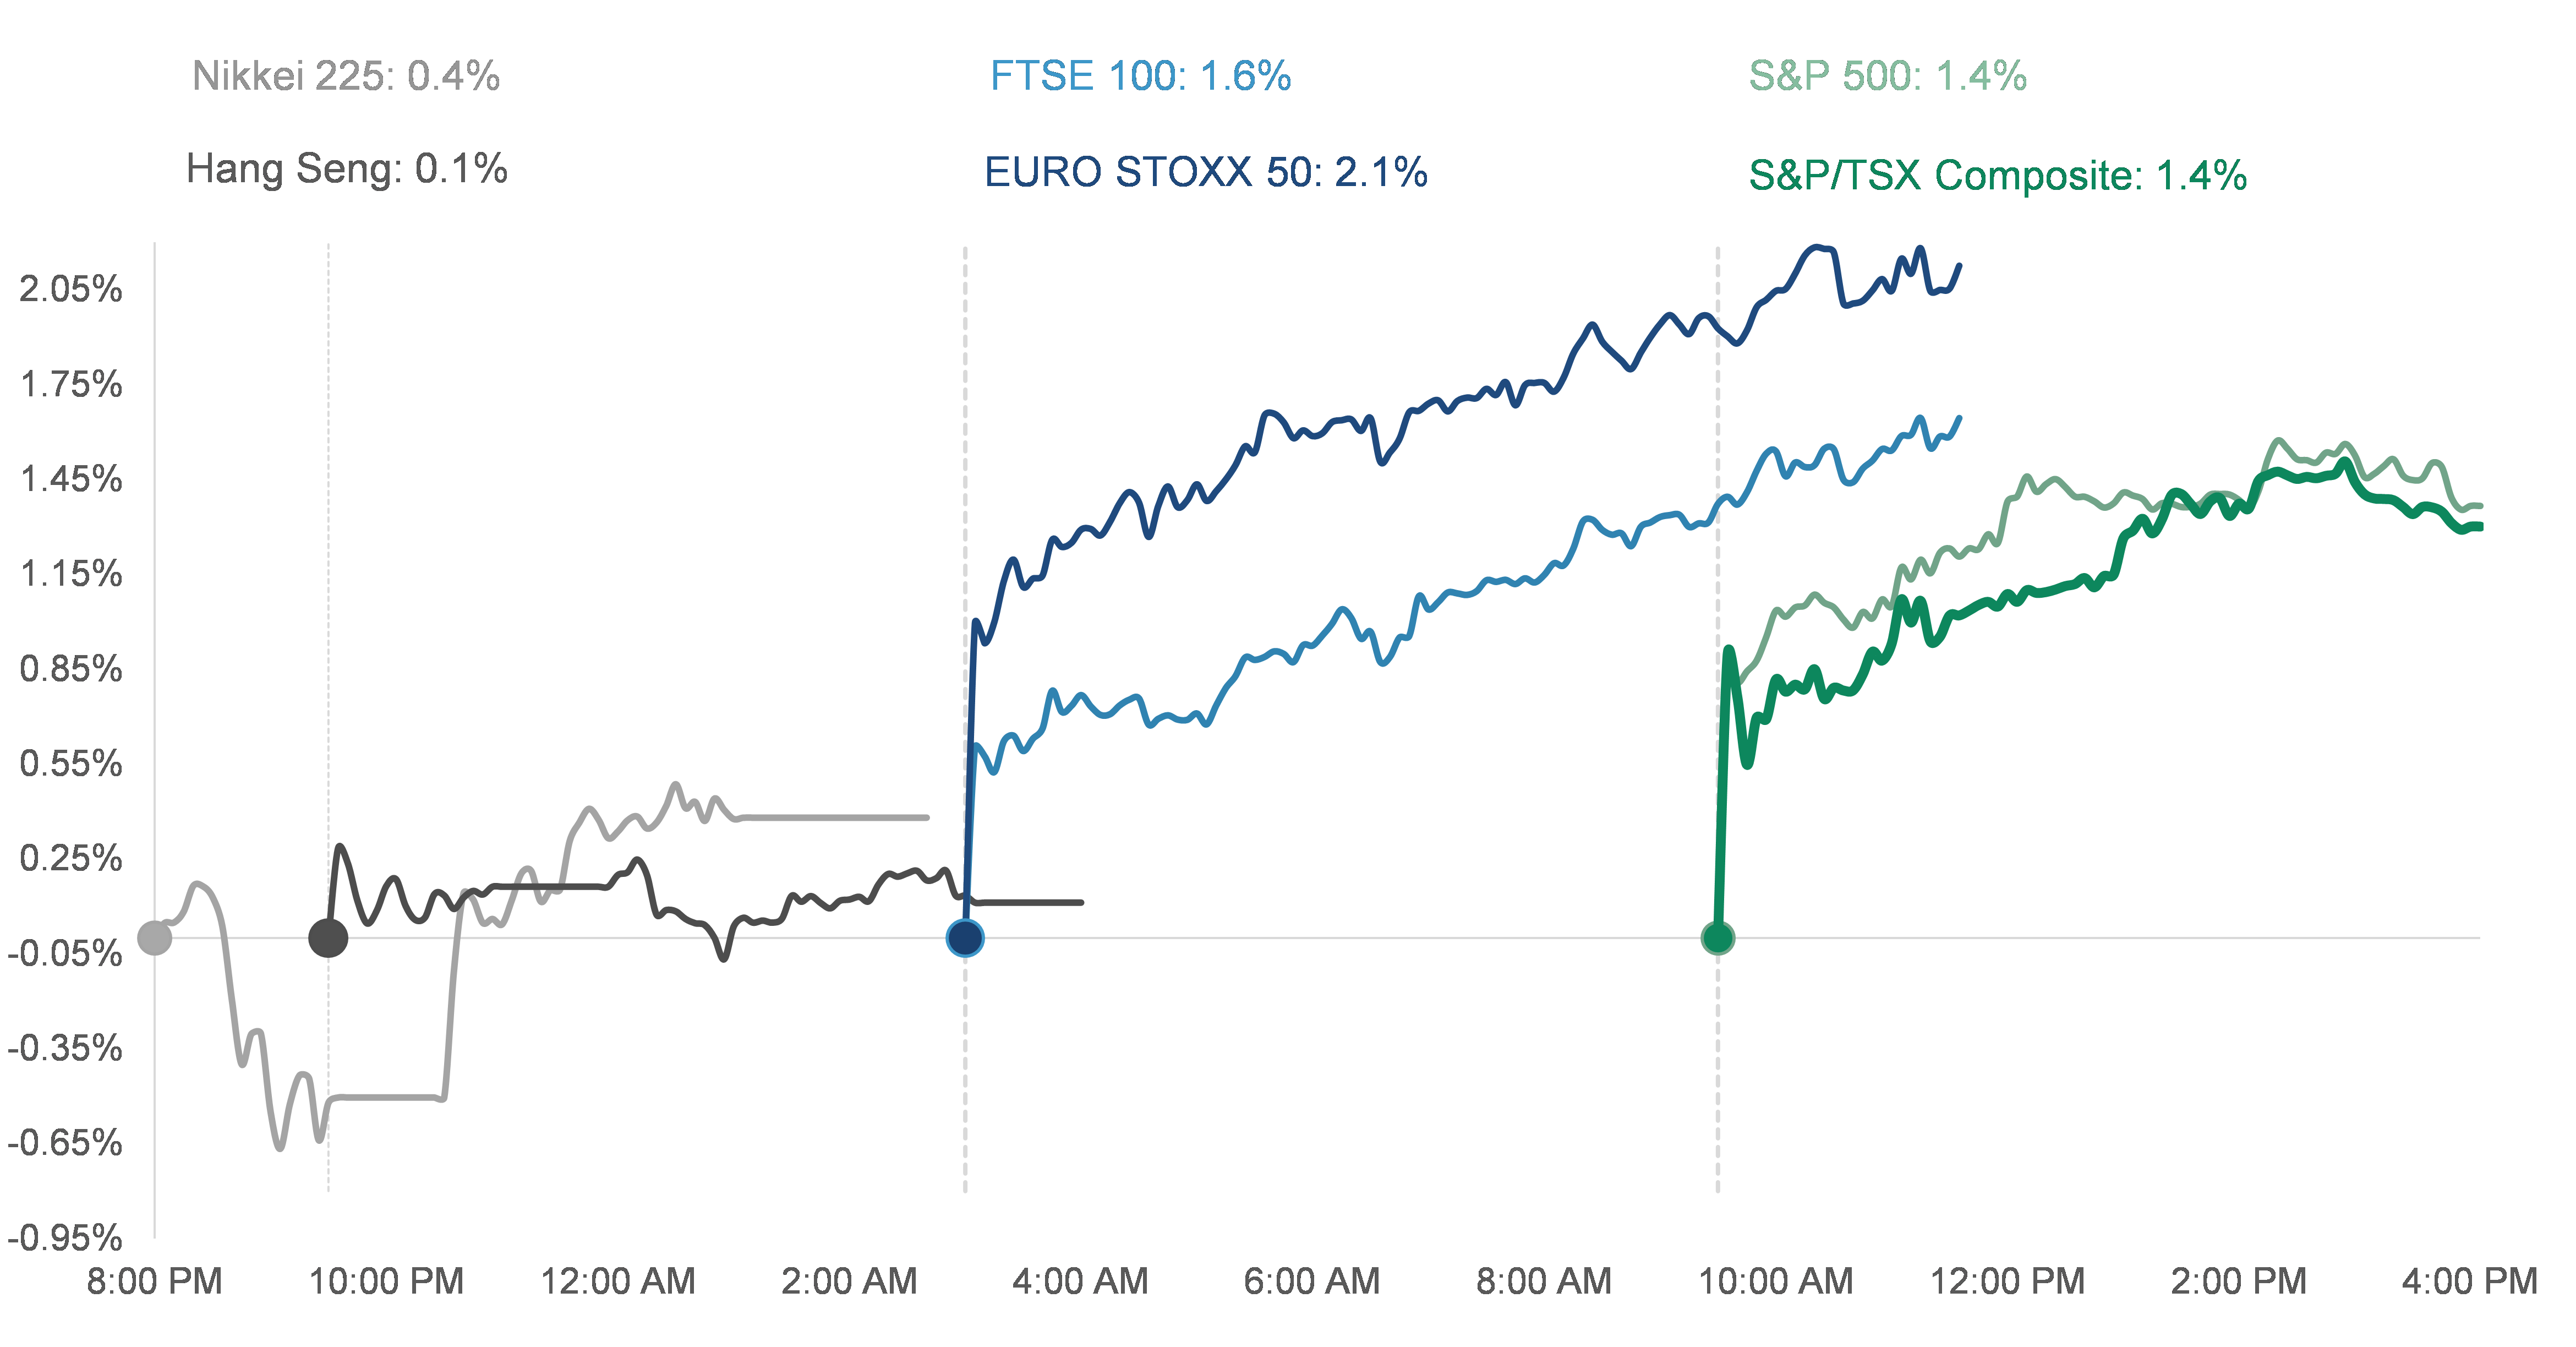 Nikkei 225: 0.4%
FTSE 100: 1.6%
S&P 500: 1.4%
Hang Seng: 0.1%
EURO STOXX 50: 2.1%
S&P/TSX Composite: 1.4%
2.05%
1.75%
1.45%
1.15%
0.85%
0.55%
0.25%
-0.05%
-0.35%
-0.65%
-0.95%
8:00 PM
10:00 PM
12:00 AM
2:00 AM
4:00 AM
6:00 AM
8:00 AM
10:00 AM
12:00 PM
2:00 PM
4:00 PM